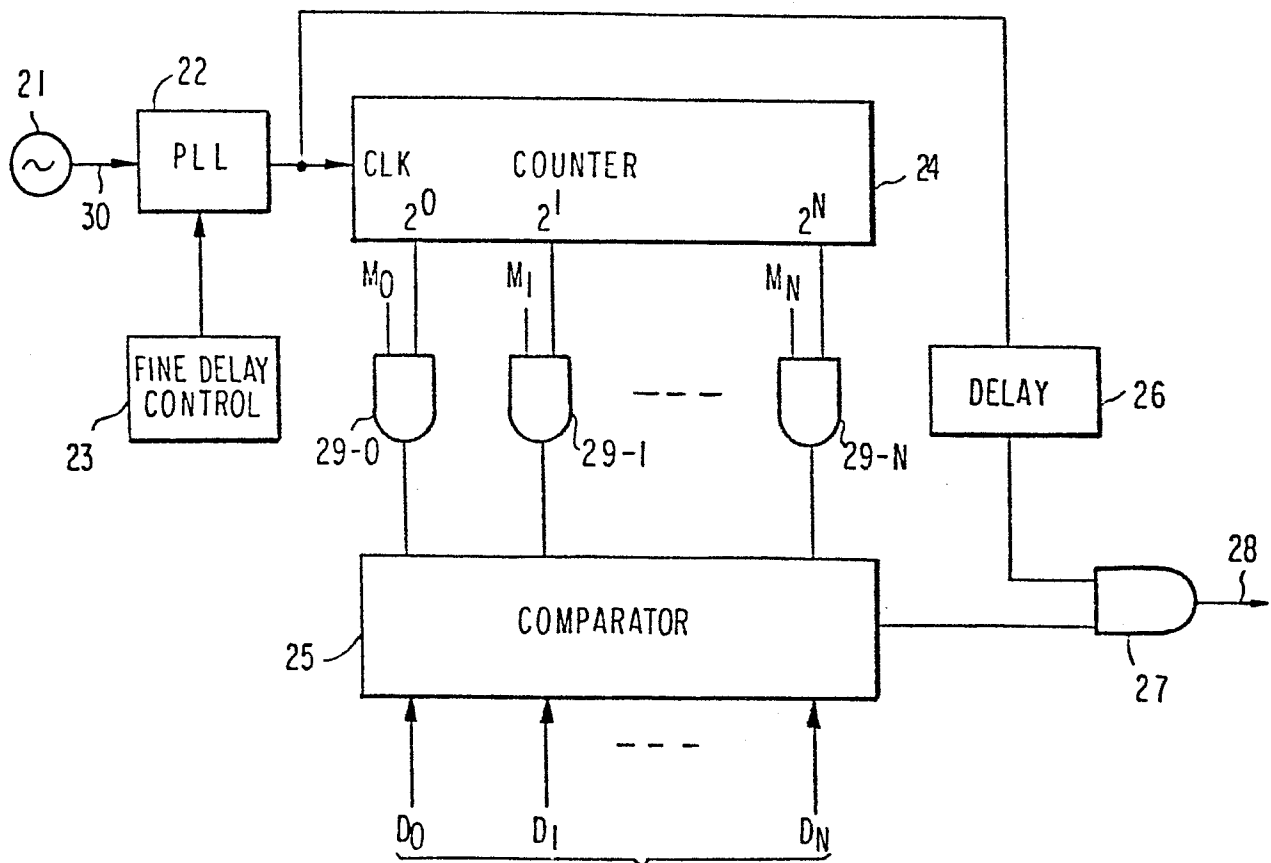 21
22
PLL
30
FINE DELAY
CONTROL
23
CLK COUNTER
2^0 2^1 2^N
24
M0 M1 MN
29-0 29-1 29-N
--- 
DELAY
26
COMPARATOR
25
27
28
---
D0 D1 DN